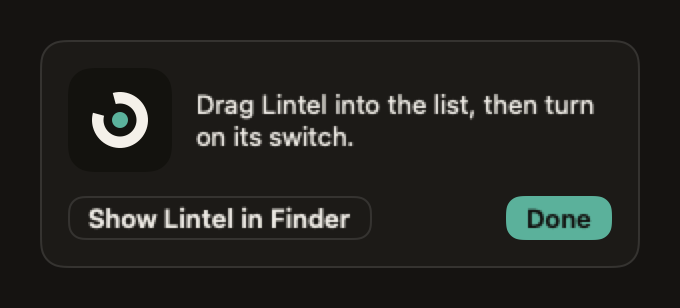 Drag Lintel into the list, then turn
on its switch.
Show Lintel in Finder
Done